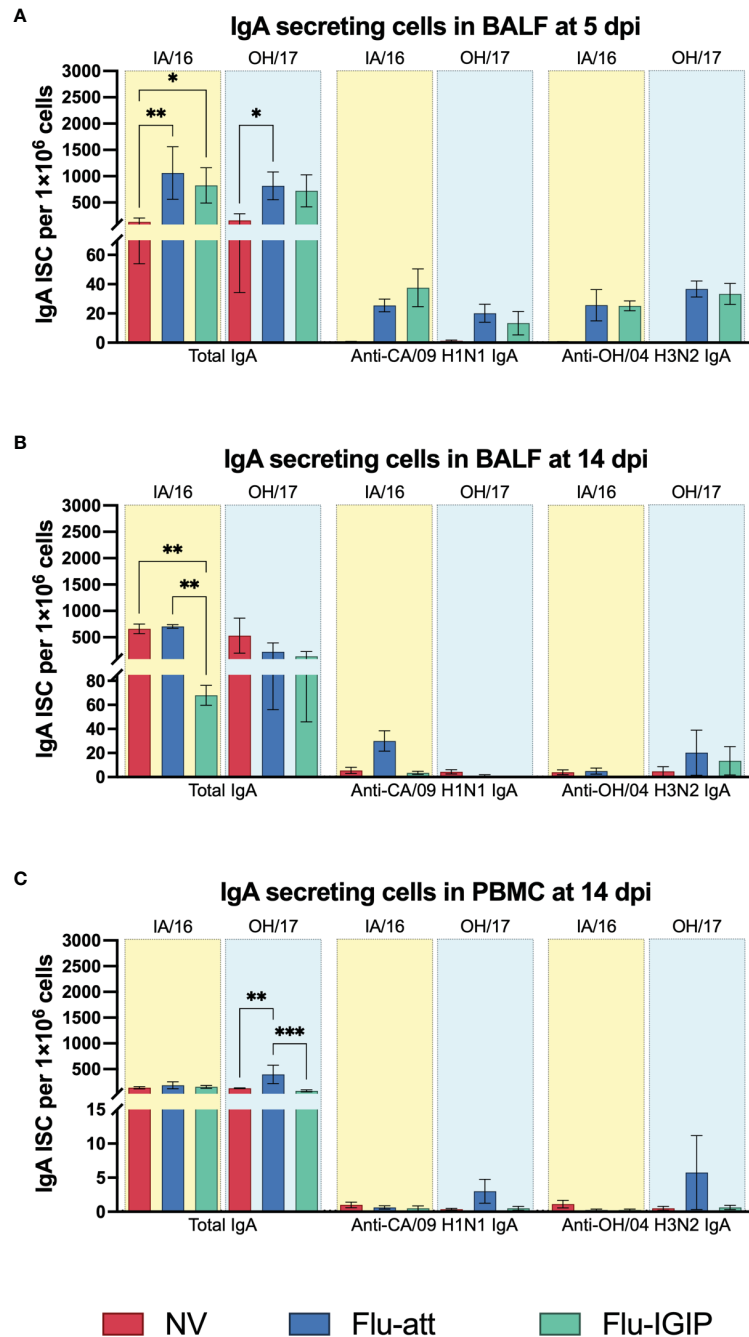 A
IgA secreting cells in BALF at 5 dpi
IA/16 OH/17 IA/16 OH/17 IA/16 OH/17
3000
2500
2000
1500
1000
500
60
40
20
0
IgA ISC per 1×10⁶ cells
* ** *
Total IgA Anti-CA/09 H1N1 IgA Anti-OH/04 H3N2 IgA
B
IgA secreting cells in BALF at 14 dpi
IA/16 OH/17 IA/16 OH/17 IA/16 OH/17
3000
2500
2000
1500
1000
500
80
60
40
20
0
IgA ISC per 1×10⁶ cells
** **
Total IgA Anti-CA/09 H1N1 IgA Anti-OH/04 H3N2 IgA
C
IgA secreting cells in PBMC at 14 dpi
IA/16 OH/17 IA/16 OH/17 IA/16 OH/17
3000
2500
2000
1500
1000
500
15
10
5
0
IgA ISC per 1×10⁶ cells
** ***
Total IgA Anti-CA/09 H1N1 IgA Anti-OH/04 H3N2 IgA
NV Flu-att Flu-IGIP